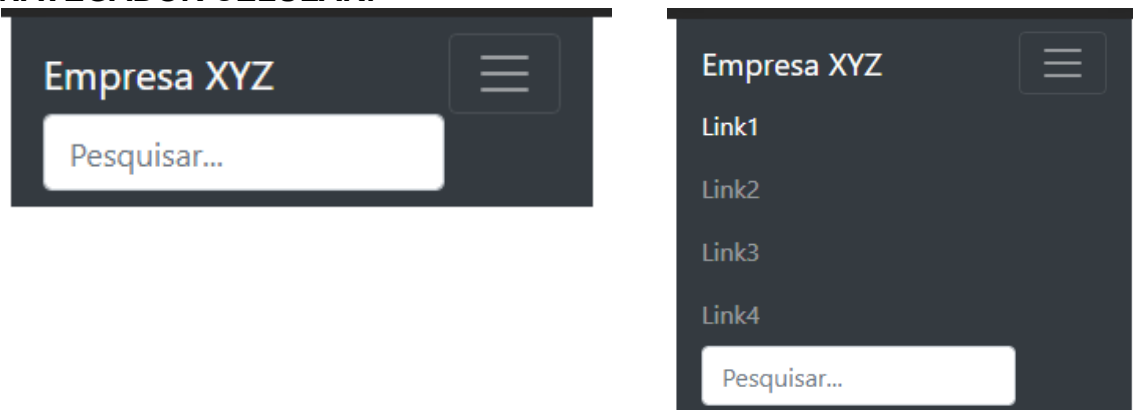 Empresa XYZ
Pesquisar...
Empresa XYZ
Link1
Link2
Link3
Link4
Pesquisar...